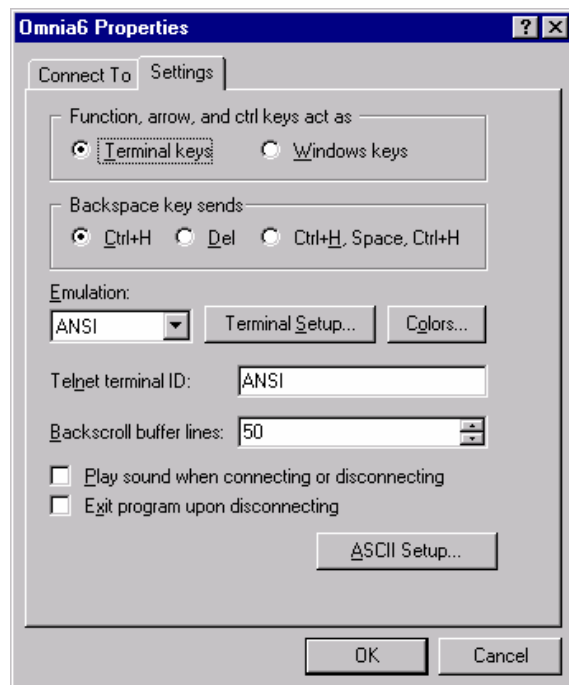 Omnia6 Properties
Connect To Settings
Function, arrow, and ctrl keys act as
Terminal keys Windows keys
Backspace key sends
Ctrl+H Del Ctrl+H, Space, Ctrl+H
Emulation:
ANSI Terminal Setup... Colors...
Telnet terminal ID: ANSI
Backscroll buffer lines: 50
Play sound when connecting or disconnecting
Exit program upon disconnecting
ASCII Setup...
OK Cancel